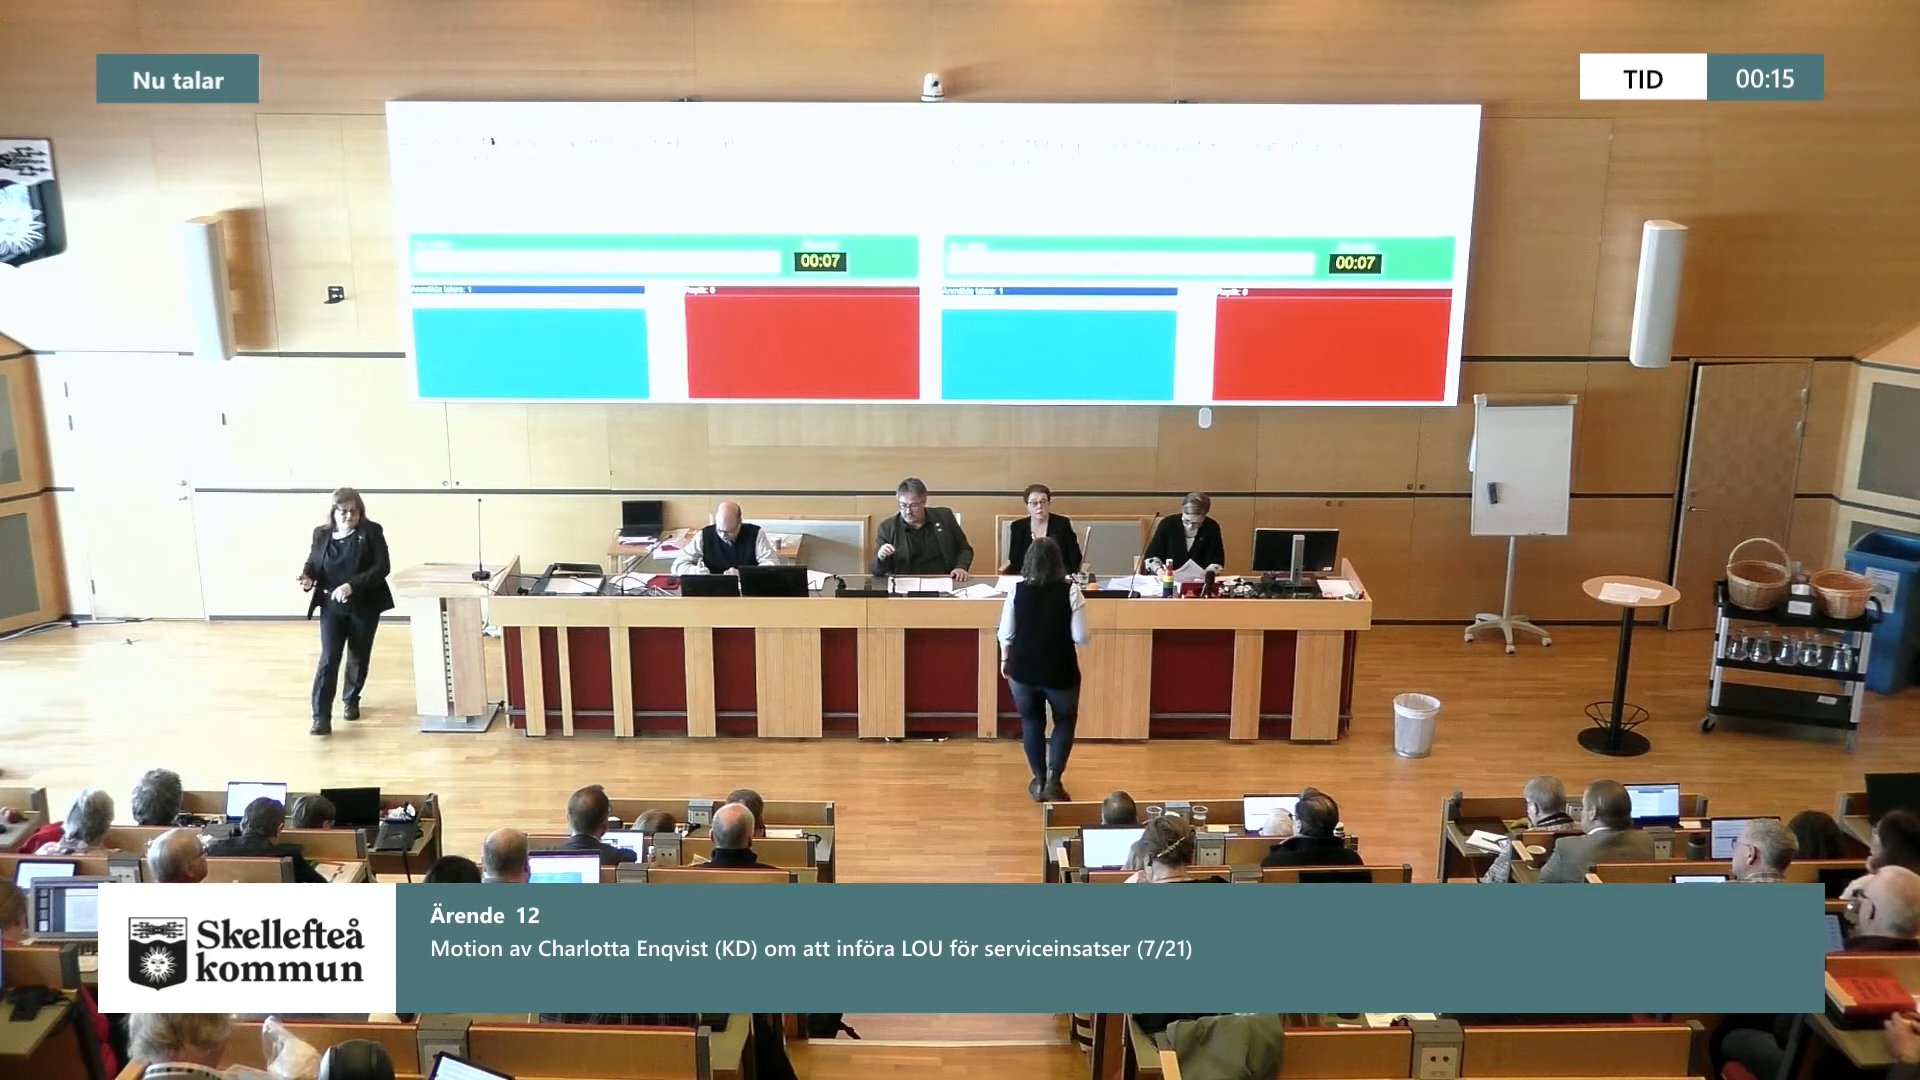 Nu talar
TID 00:15
00:07
00:07
Skellefteå
kommun
Ärende 12
Motion av Charlotta Enqvist (KD) om att införa LOU för serviceinsatser (7/21)